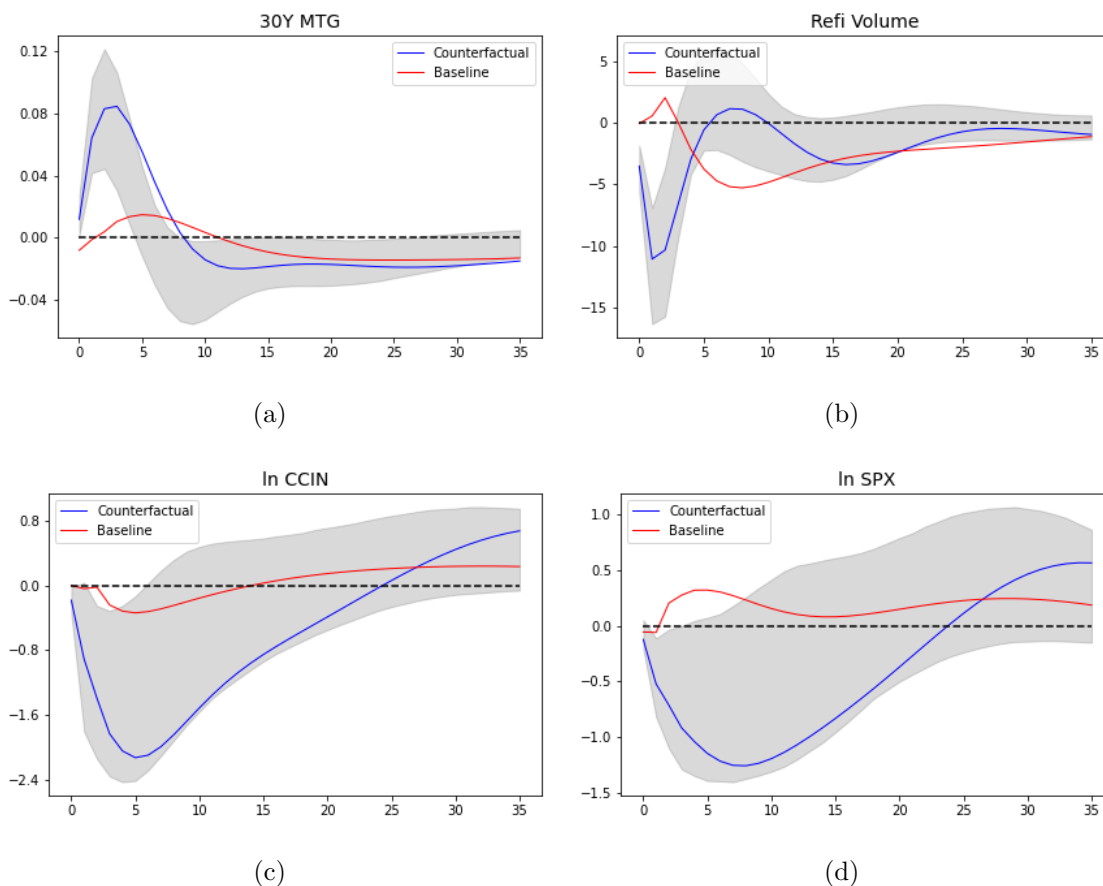 30Y MTG
Counterfactual
Baseline
0.12
0.08
0.04
0.00
−0.04
0 5 10 15 20 25 30 35
(a)
Refi Volume
Counterfactual
Baseline
5
0
−5
−10
−15
0 5 10 15 20 25 30 35
(b)
ln CCIN
Counterfactual
Baseline
0.8
0.0
−0.8
−1.6
−2.4
0 5 10 15 20 25 30 35
(c)
ln SPX
Counterfactual
Baseline
1.0
0.5
0.0
−0.5
−1.0
−1.5
0 5 10 15 20 25 30 35
(d)